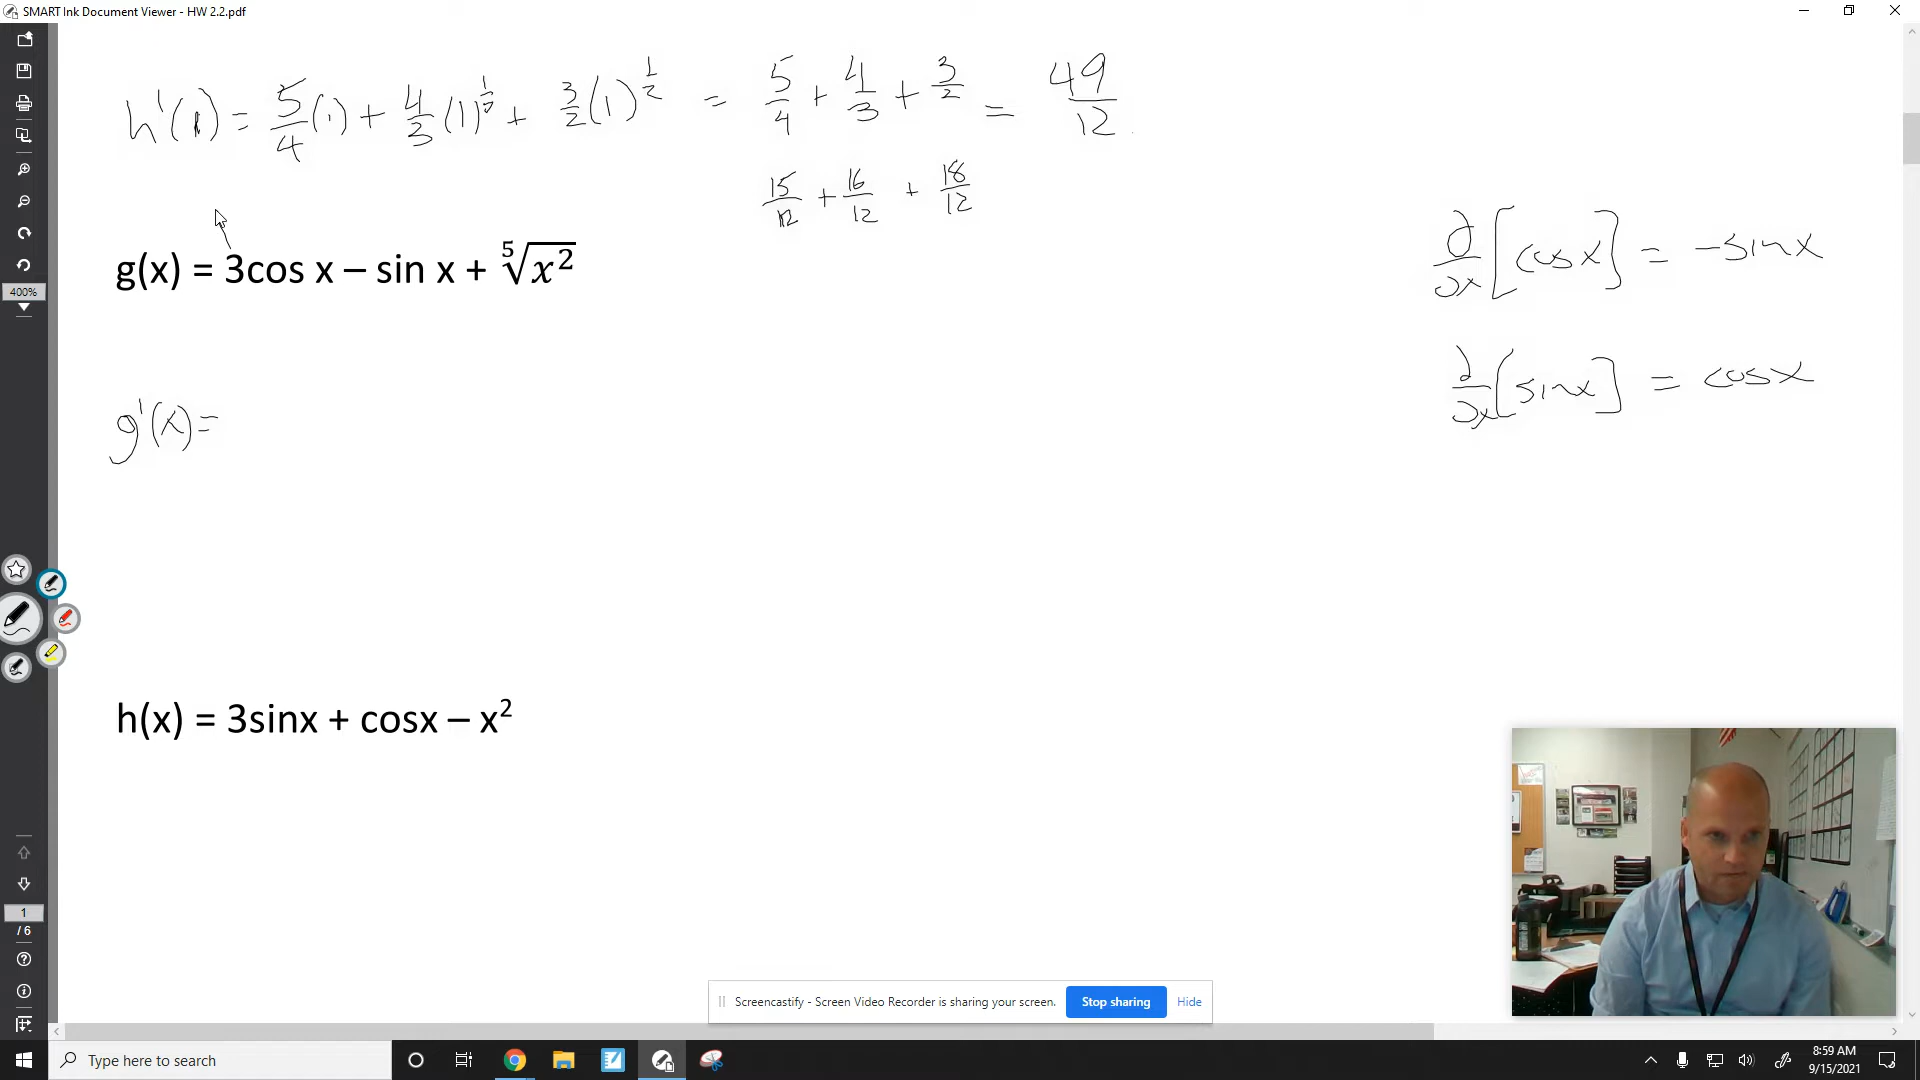 SMART Ink Document Viewer - HW 2.2.pdf
h'(1) = 5/4 (1) + 4/3 (1)^1/3 + 3/2 (1)^1/2 = 5/4 + 4/3 + 3/2 = 49/12
15/12 + 16/12 + 18/12
g(x) = 3cos x – sin x + ⁵√x²
∂/∂x [cos x] = -sin x
∂/∂x [sin x] = cos x
g'(x) =
h(x) = 3sinx + cosx – x²
400%
1
/ 6
Screencastify - Screen Video Recorder is sharing your screen.
Stop sharing
Hide
Type here to search
8:59 AM
9/15/2021